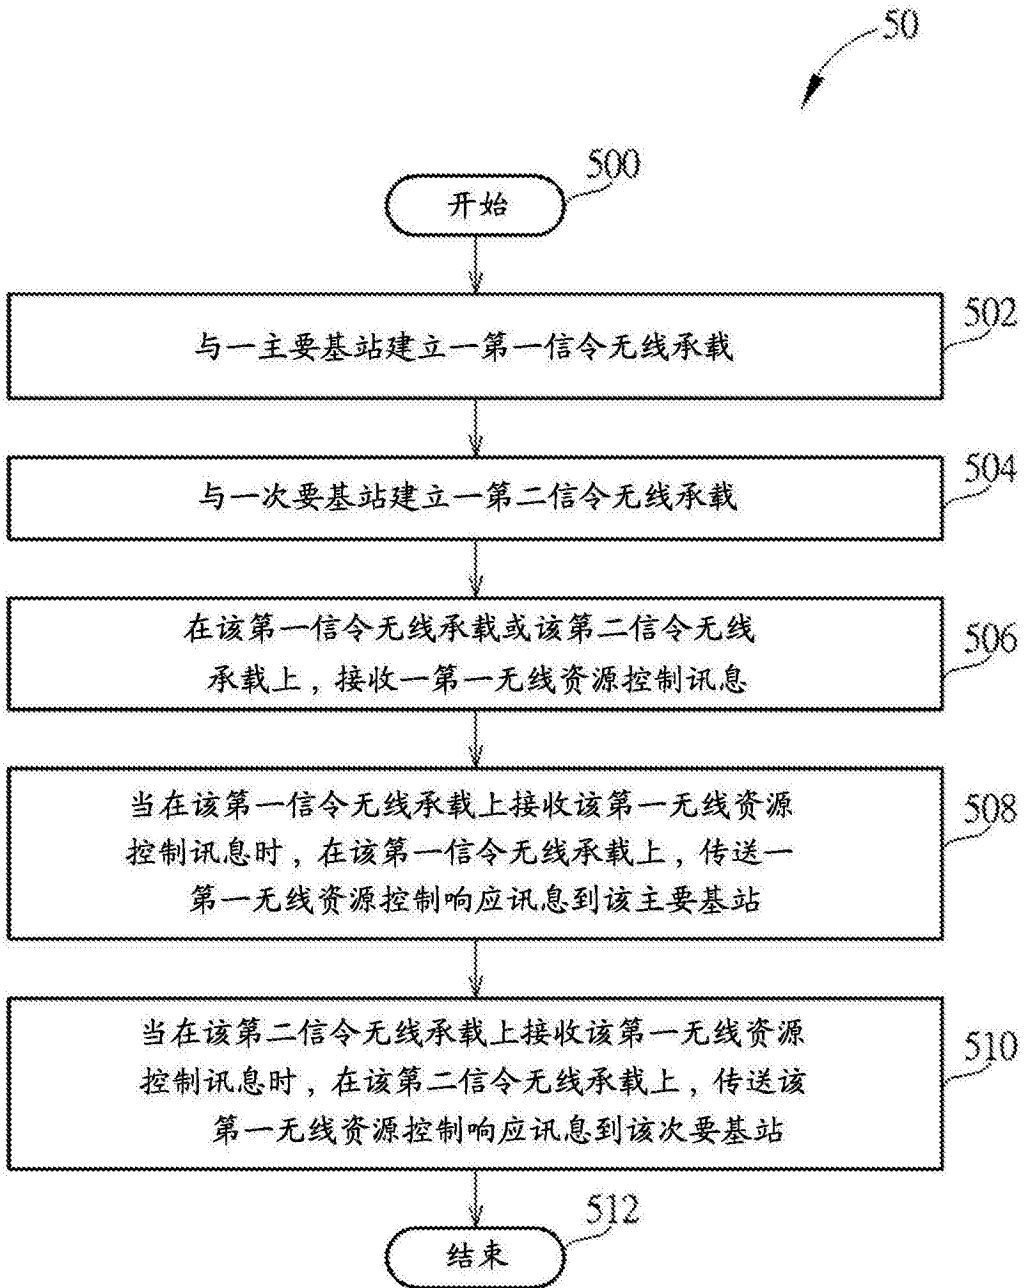 50
500
开始
502
与一主要基站建立一第一信令无线承载
504
与一次要基站建立一第二信令无线承载
506
在该第一信令无线承载或该第二信令无线
承载上,接收一第一无线资源控制讯息
508
当在该第一信令无线承载上接收该第一无线资源
控制讯息时,在该第一信令无线承载上,传送一
第一无线资源控制响应讯息到该主要基站
510
当在该第二信令无线承载上接收该第一无线资源
控制讯息时,在该第二信令无线承载上,传送该
第一无线资源控制响应讯息到该次要基站
512
结束